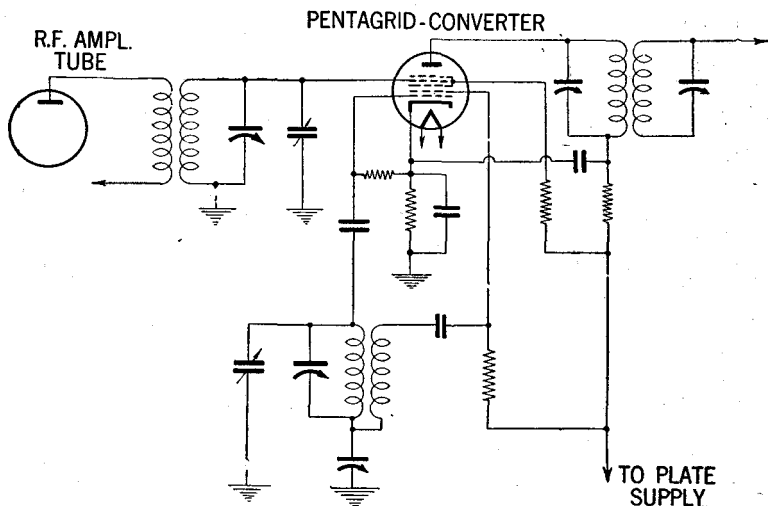 PENTAGRID-CONVERTER
R.F. AMPL.
TUBE
TO PLATE
SUPPLY